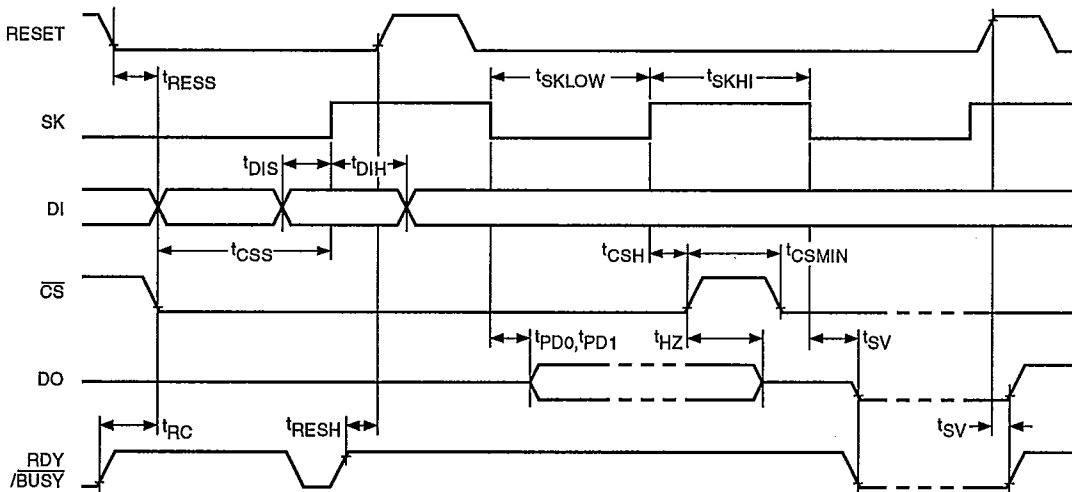 RESET
tRESS
tSKLOW
tSKHI
SK
tDIS
tDIH
DI
tCSS
tCSH
tCSMIN
CS
tPD0,tPD1
tHZ
tSV
DO
tRC
tRESH
tSV
RDY
/BUSY